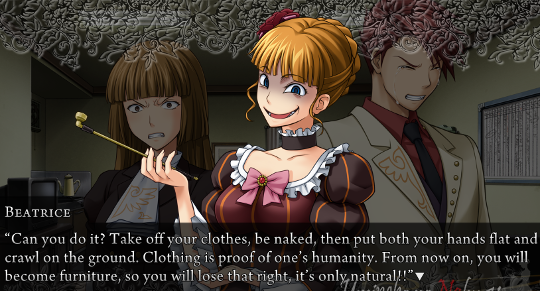 BEATRICE
“Can you do it? Take off your clothes, be naked, then put both your hands flat and
crawl on the ground. Clothing is proof of one’s humanity. From now on, you will
become furniture, so you will lose that right, it’s only natural!!”▼